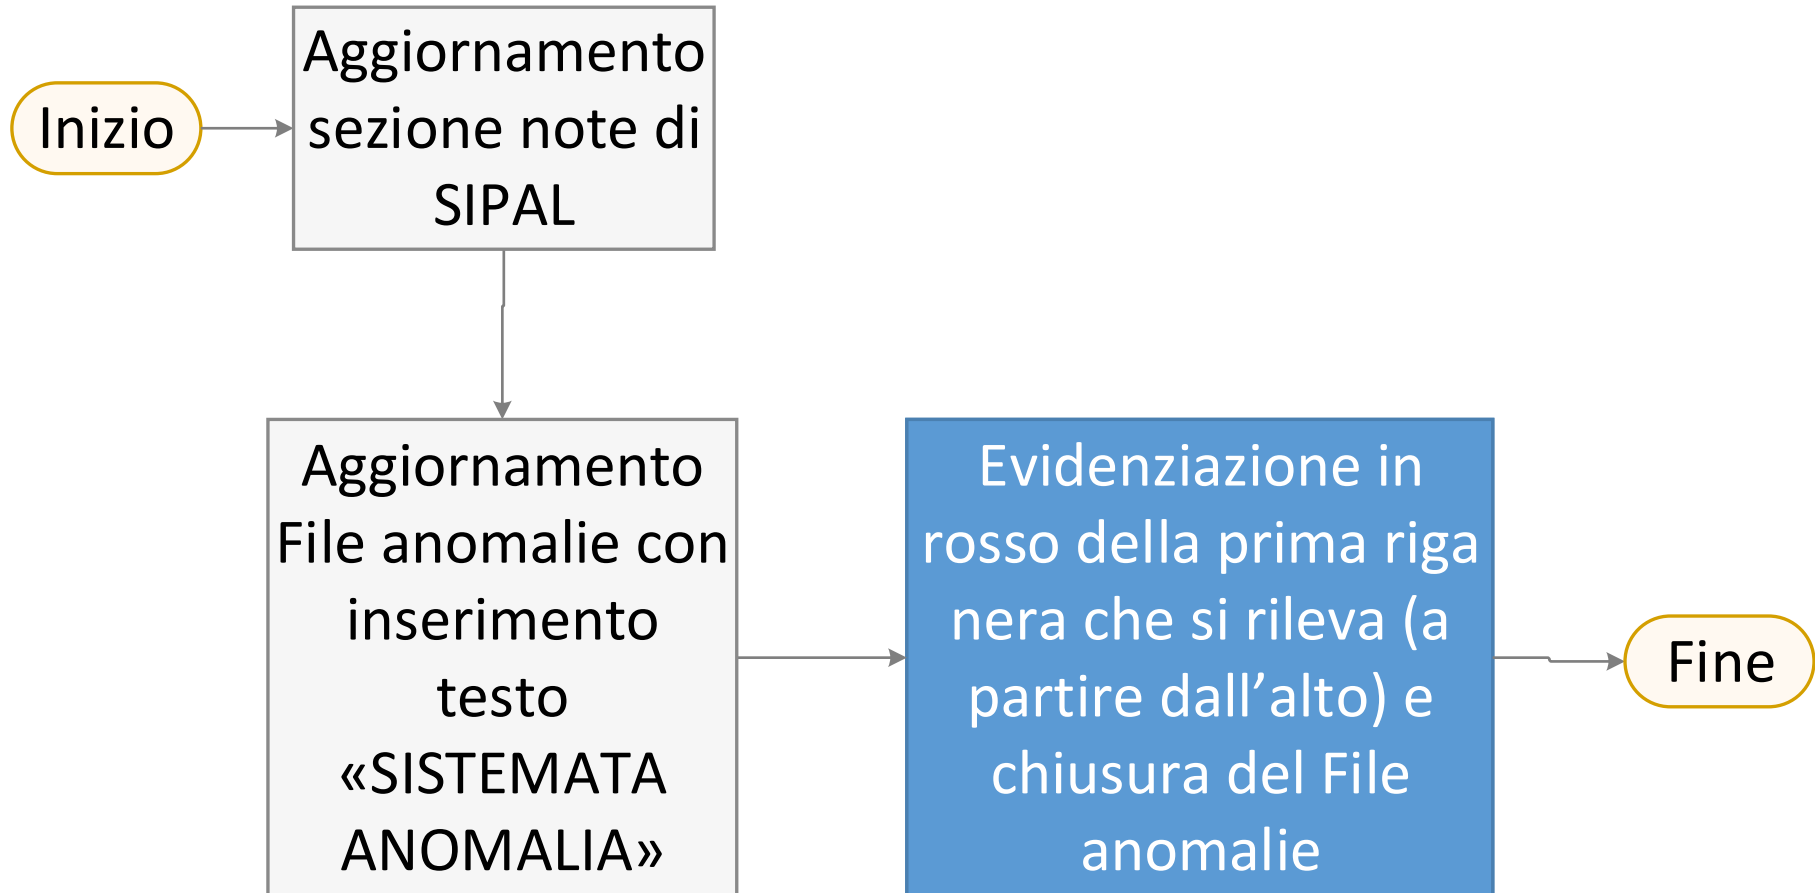 Inizio
Aggiornamento
sezione note di
SIPAL
Aggiornamento
File anomalie con
inserimento
testo
«SISTEMATA
ANOMALIA»
Evidenziazione in
rosso della prima riga
nera che si rileva (a
partire dall’alto) e
chiusura del File
anomalie
Fine